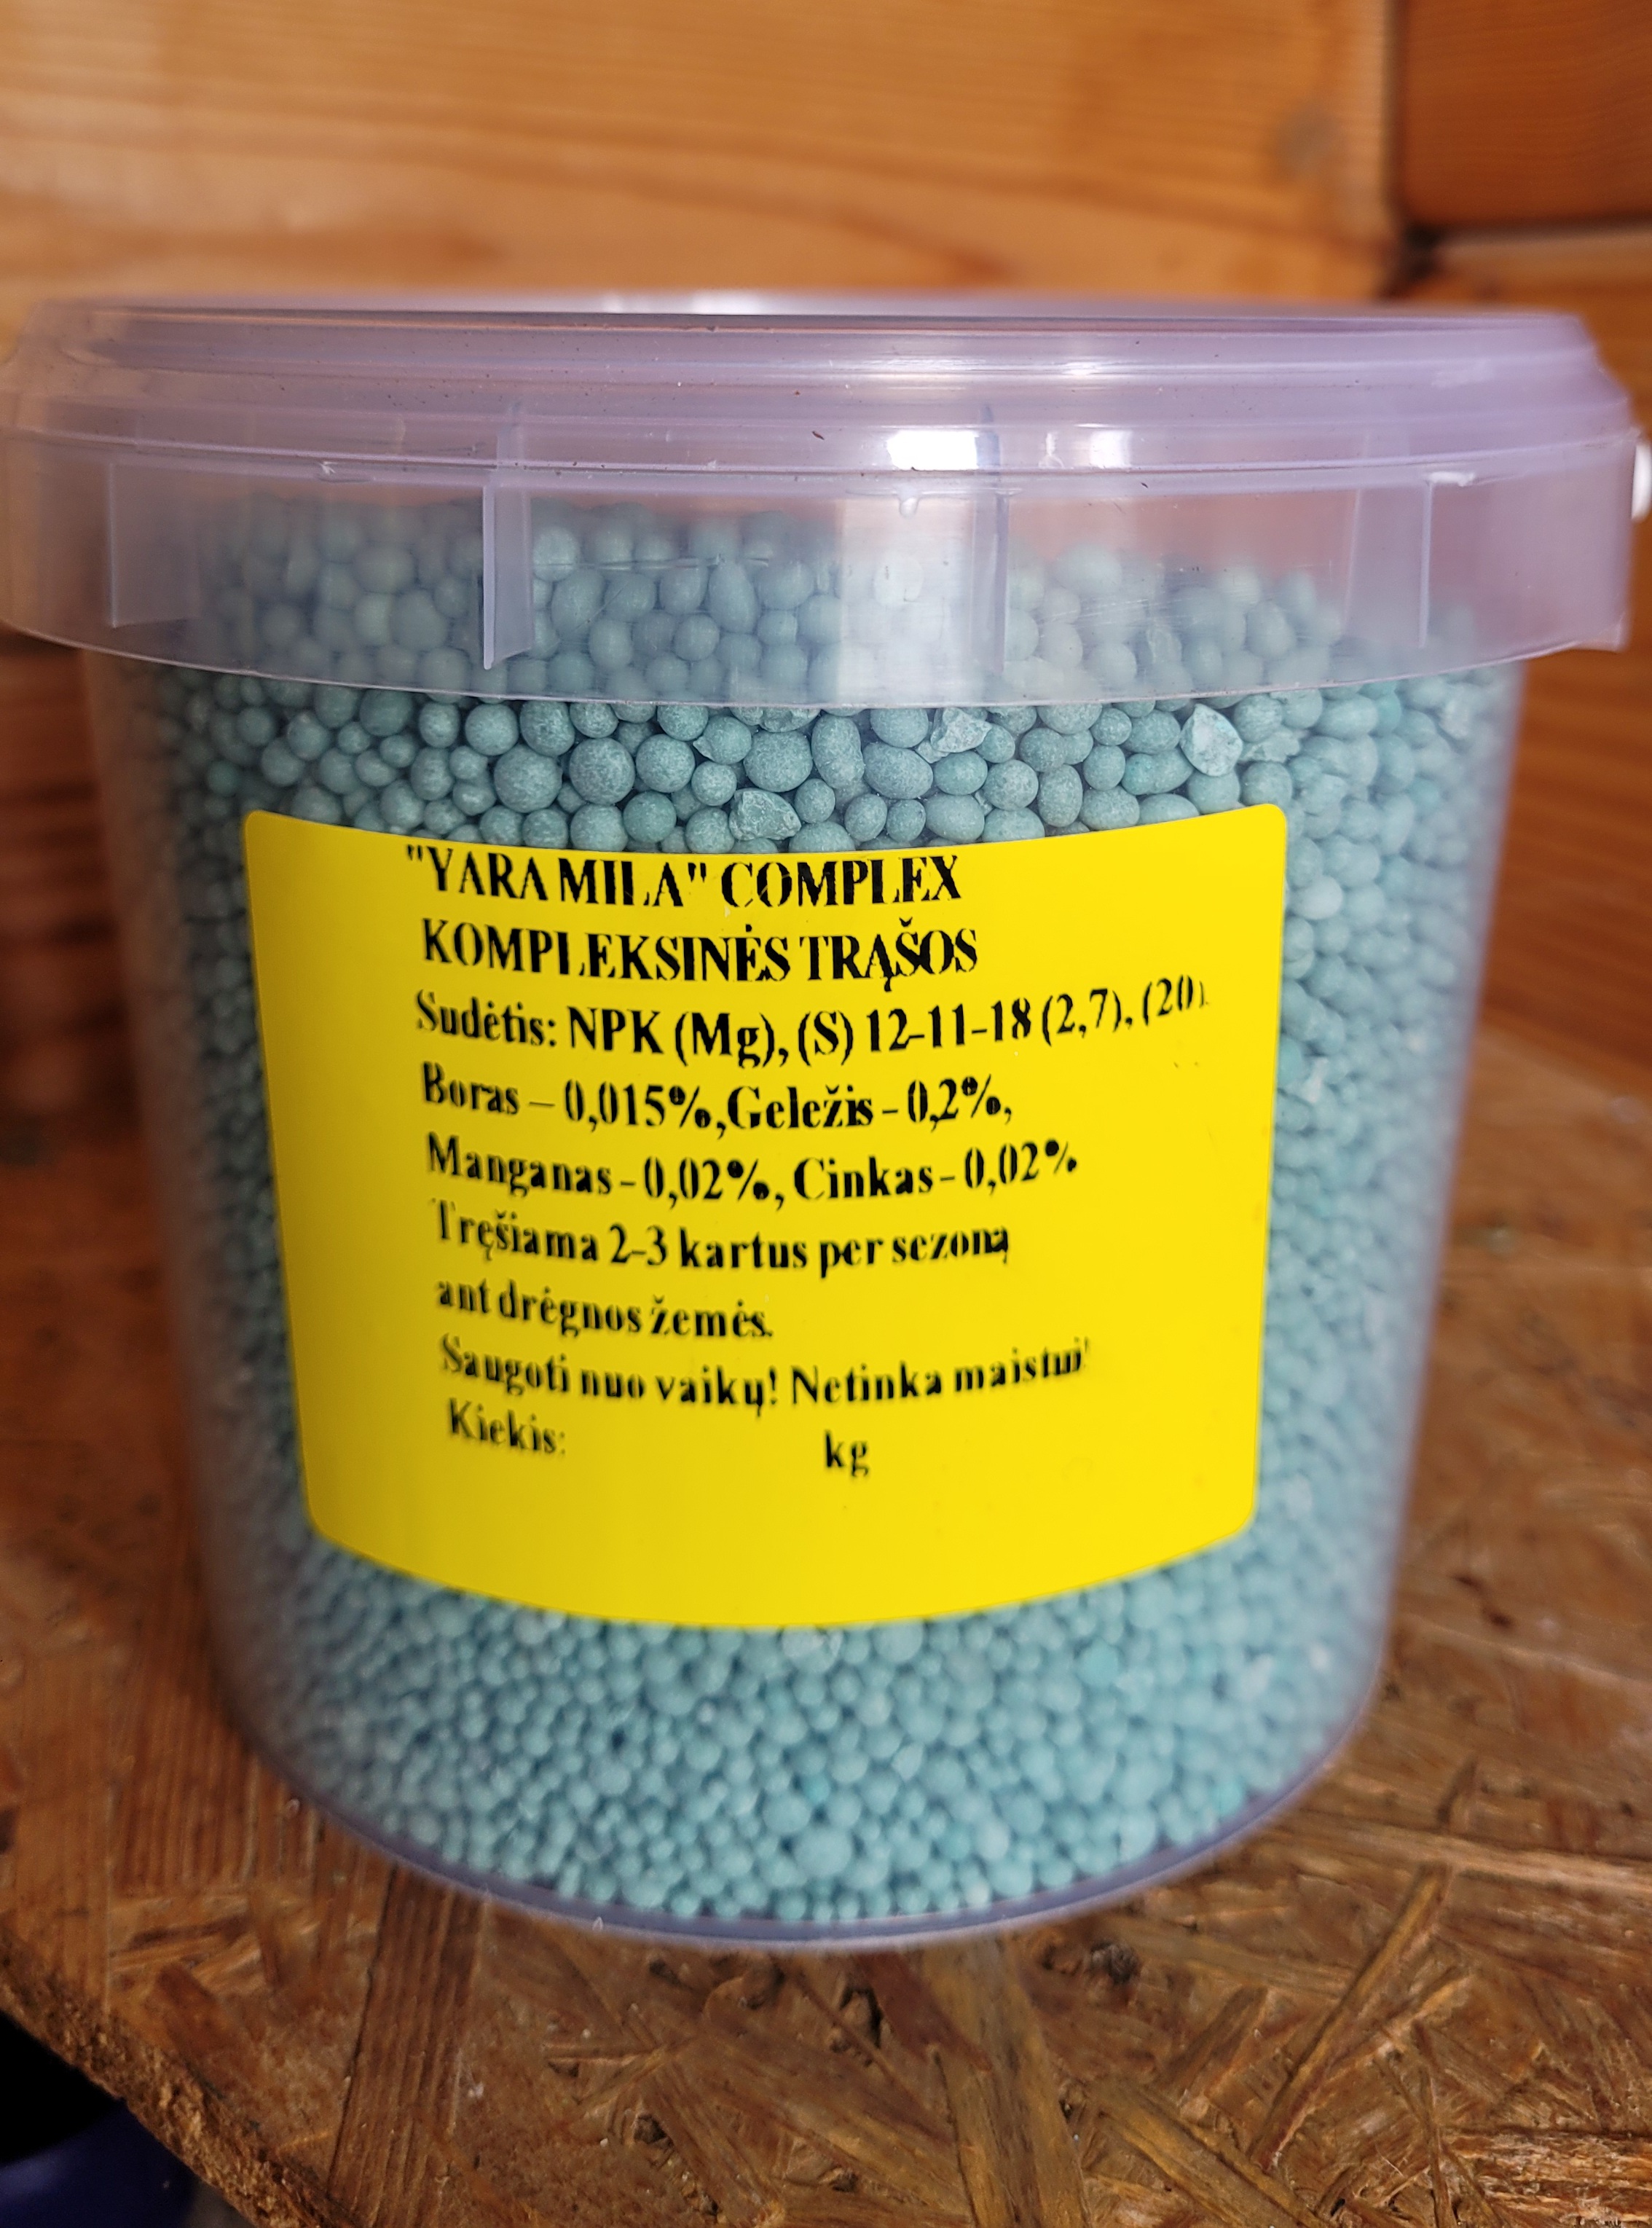 "YARA MILA" COMPLEX
KOMPLEKSINĖS TRĄŠOS
Sudėtis: NPK (Mg), (S) 12-11-18 (2,7), (20).
Boras – 0,015%,Geležis - 0,2%,
Manganas - 0,02%, Cinkas - 0,02%
Tręšiama 2-3 kartus per sezoną
ant drėgnos žemės.
Saugoti nuo vaikų! Netinka maistui!
Kiekis: kg